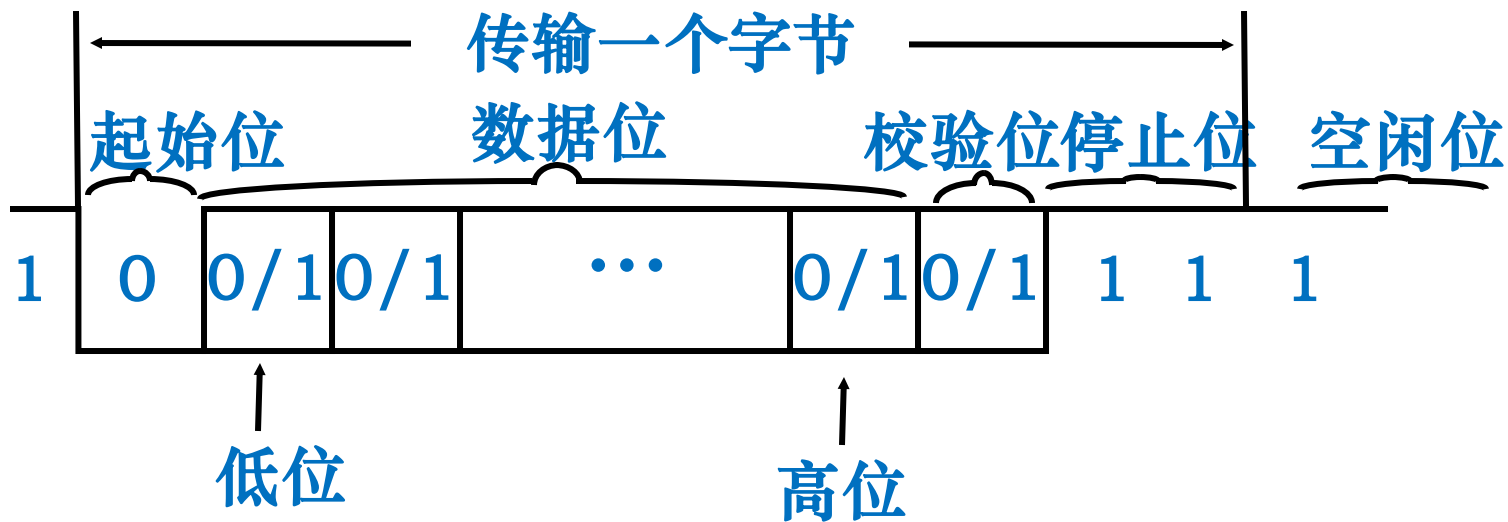 传输一个字节
起始位 数据位 校验位 停止位 空闲位
1 0 0/1 0/1 ... 0/1 0/1 1 1 1
低位 高位